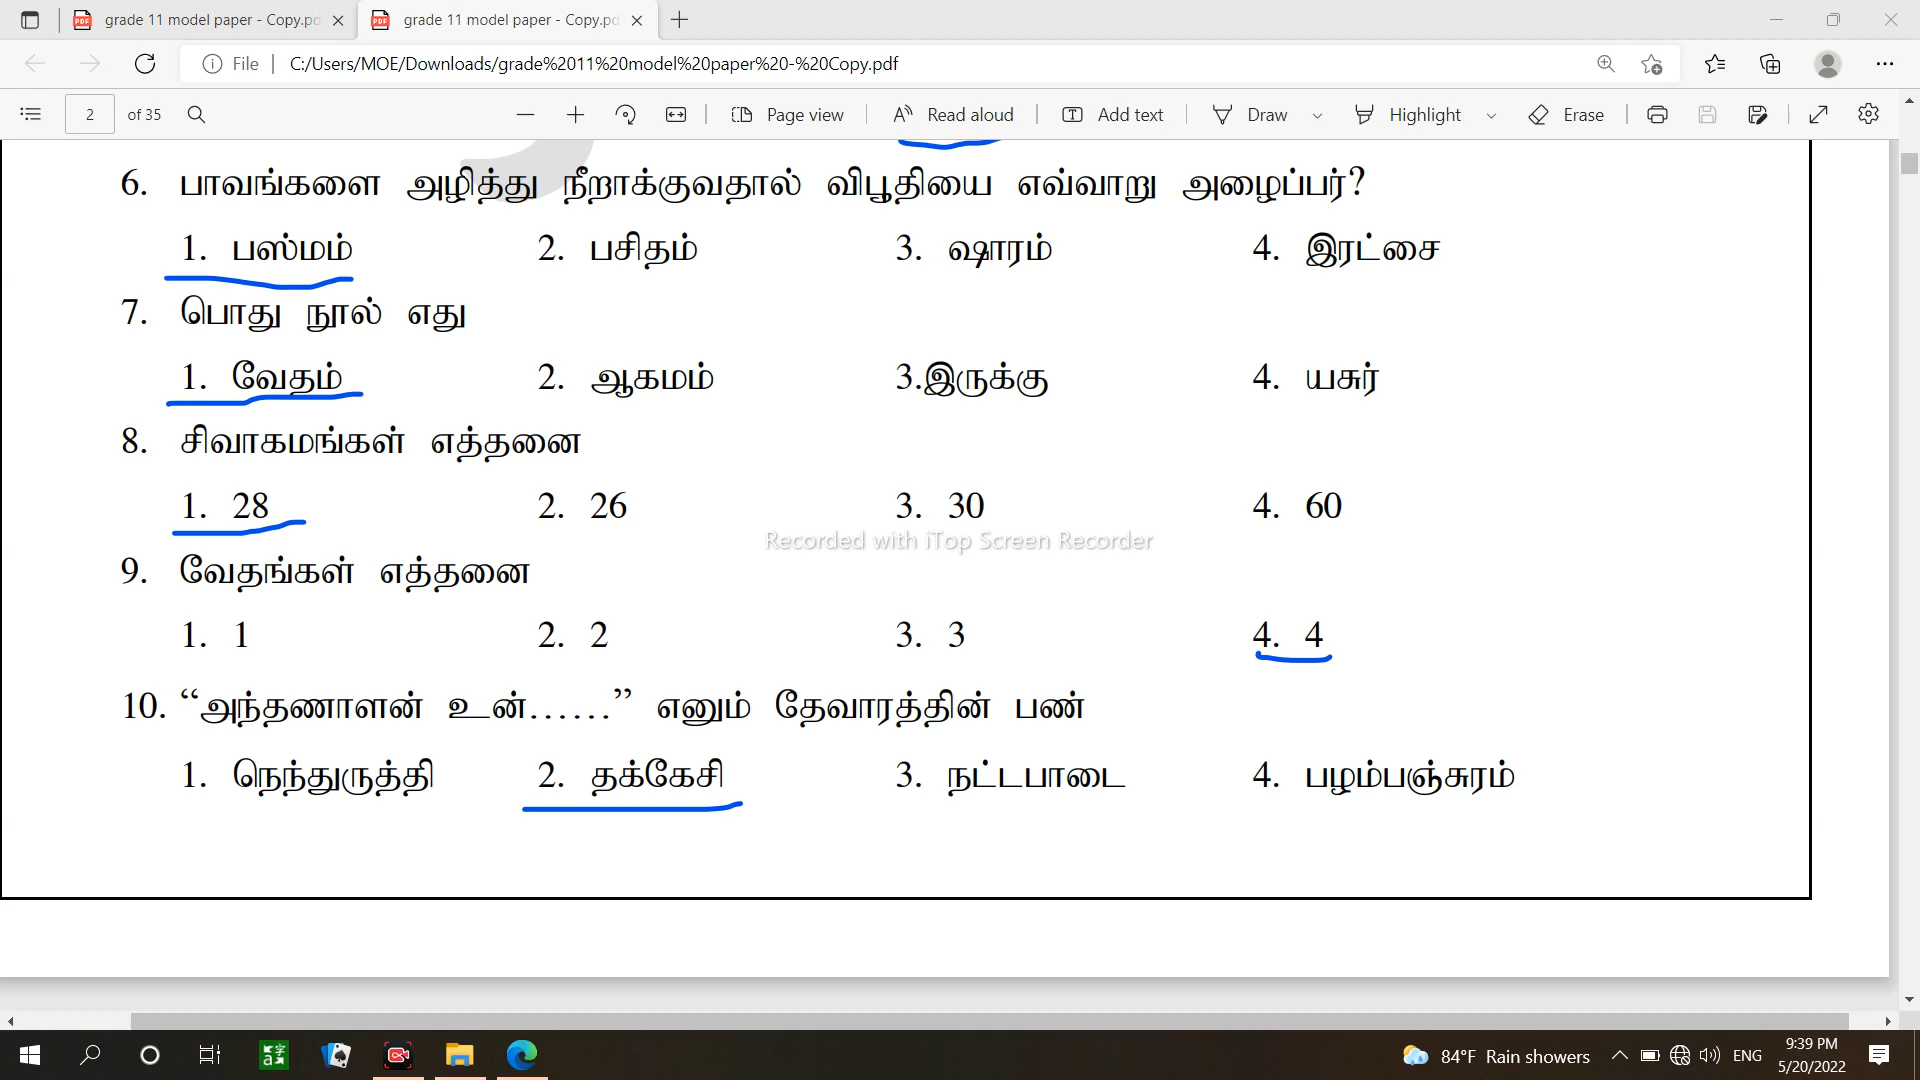 grade 11 model paper - Copy.pd
grade 11 model paper - Copy.pd
File C:/Users/MOE/Downloads/grade%2011%20model%20paper%20-%20Copy.pdf
2 of 35 Page view Read aloud Add text Draw Highlight Erase
6. பாவங்களை அழித்து நீறாக்குவதால் விபூதியை எவ்வாறு அழைப்பர்?
1. பஸ்மம் 2. பசிதம் 3. ஷாரம் 4. இரட்சை
7. பொது நூல் எது
1. வேதம் 2. ஆகமம் 3.இருக்கு 4. யசுர்
8. சிவாகமங்கள் எத்தனை
1. 28 2. 26 3. 30 4. 60
Recorded with iTop Screen Recorder
9. வேதங்கள் எத்தனை
1. 1 2. 2 3. 3 4. 4
10. “அந்தணாளன் உன்......” எனும் தேவாரத்தின் பண்
1. நெந்துருத்தி 2. தக்கேசி 3. நட்டபாடை 4. பழம்பஞ்சுரம்
84°F Rain showers ENG 9:39 PM
5/20/2022